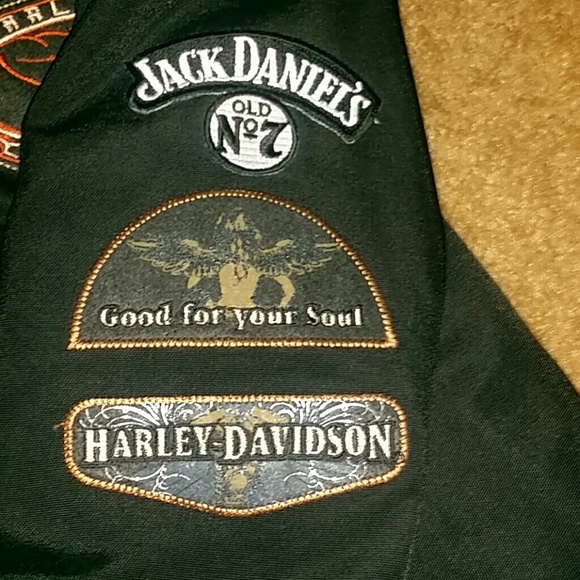 JACK DANIEL'S
OLD
Nº7
Good for your Soul
HARLEY-DAVIDSON